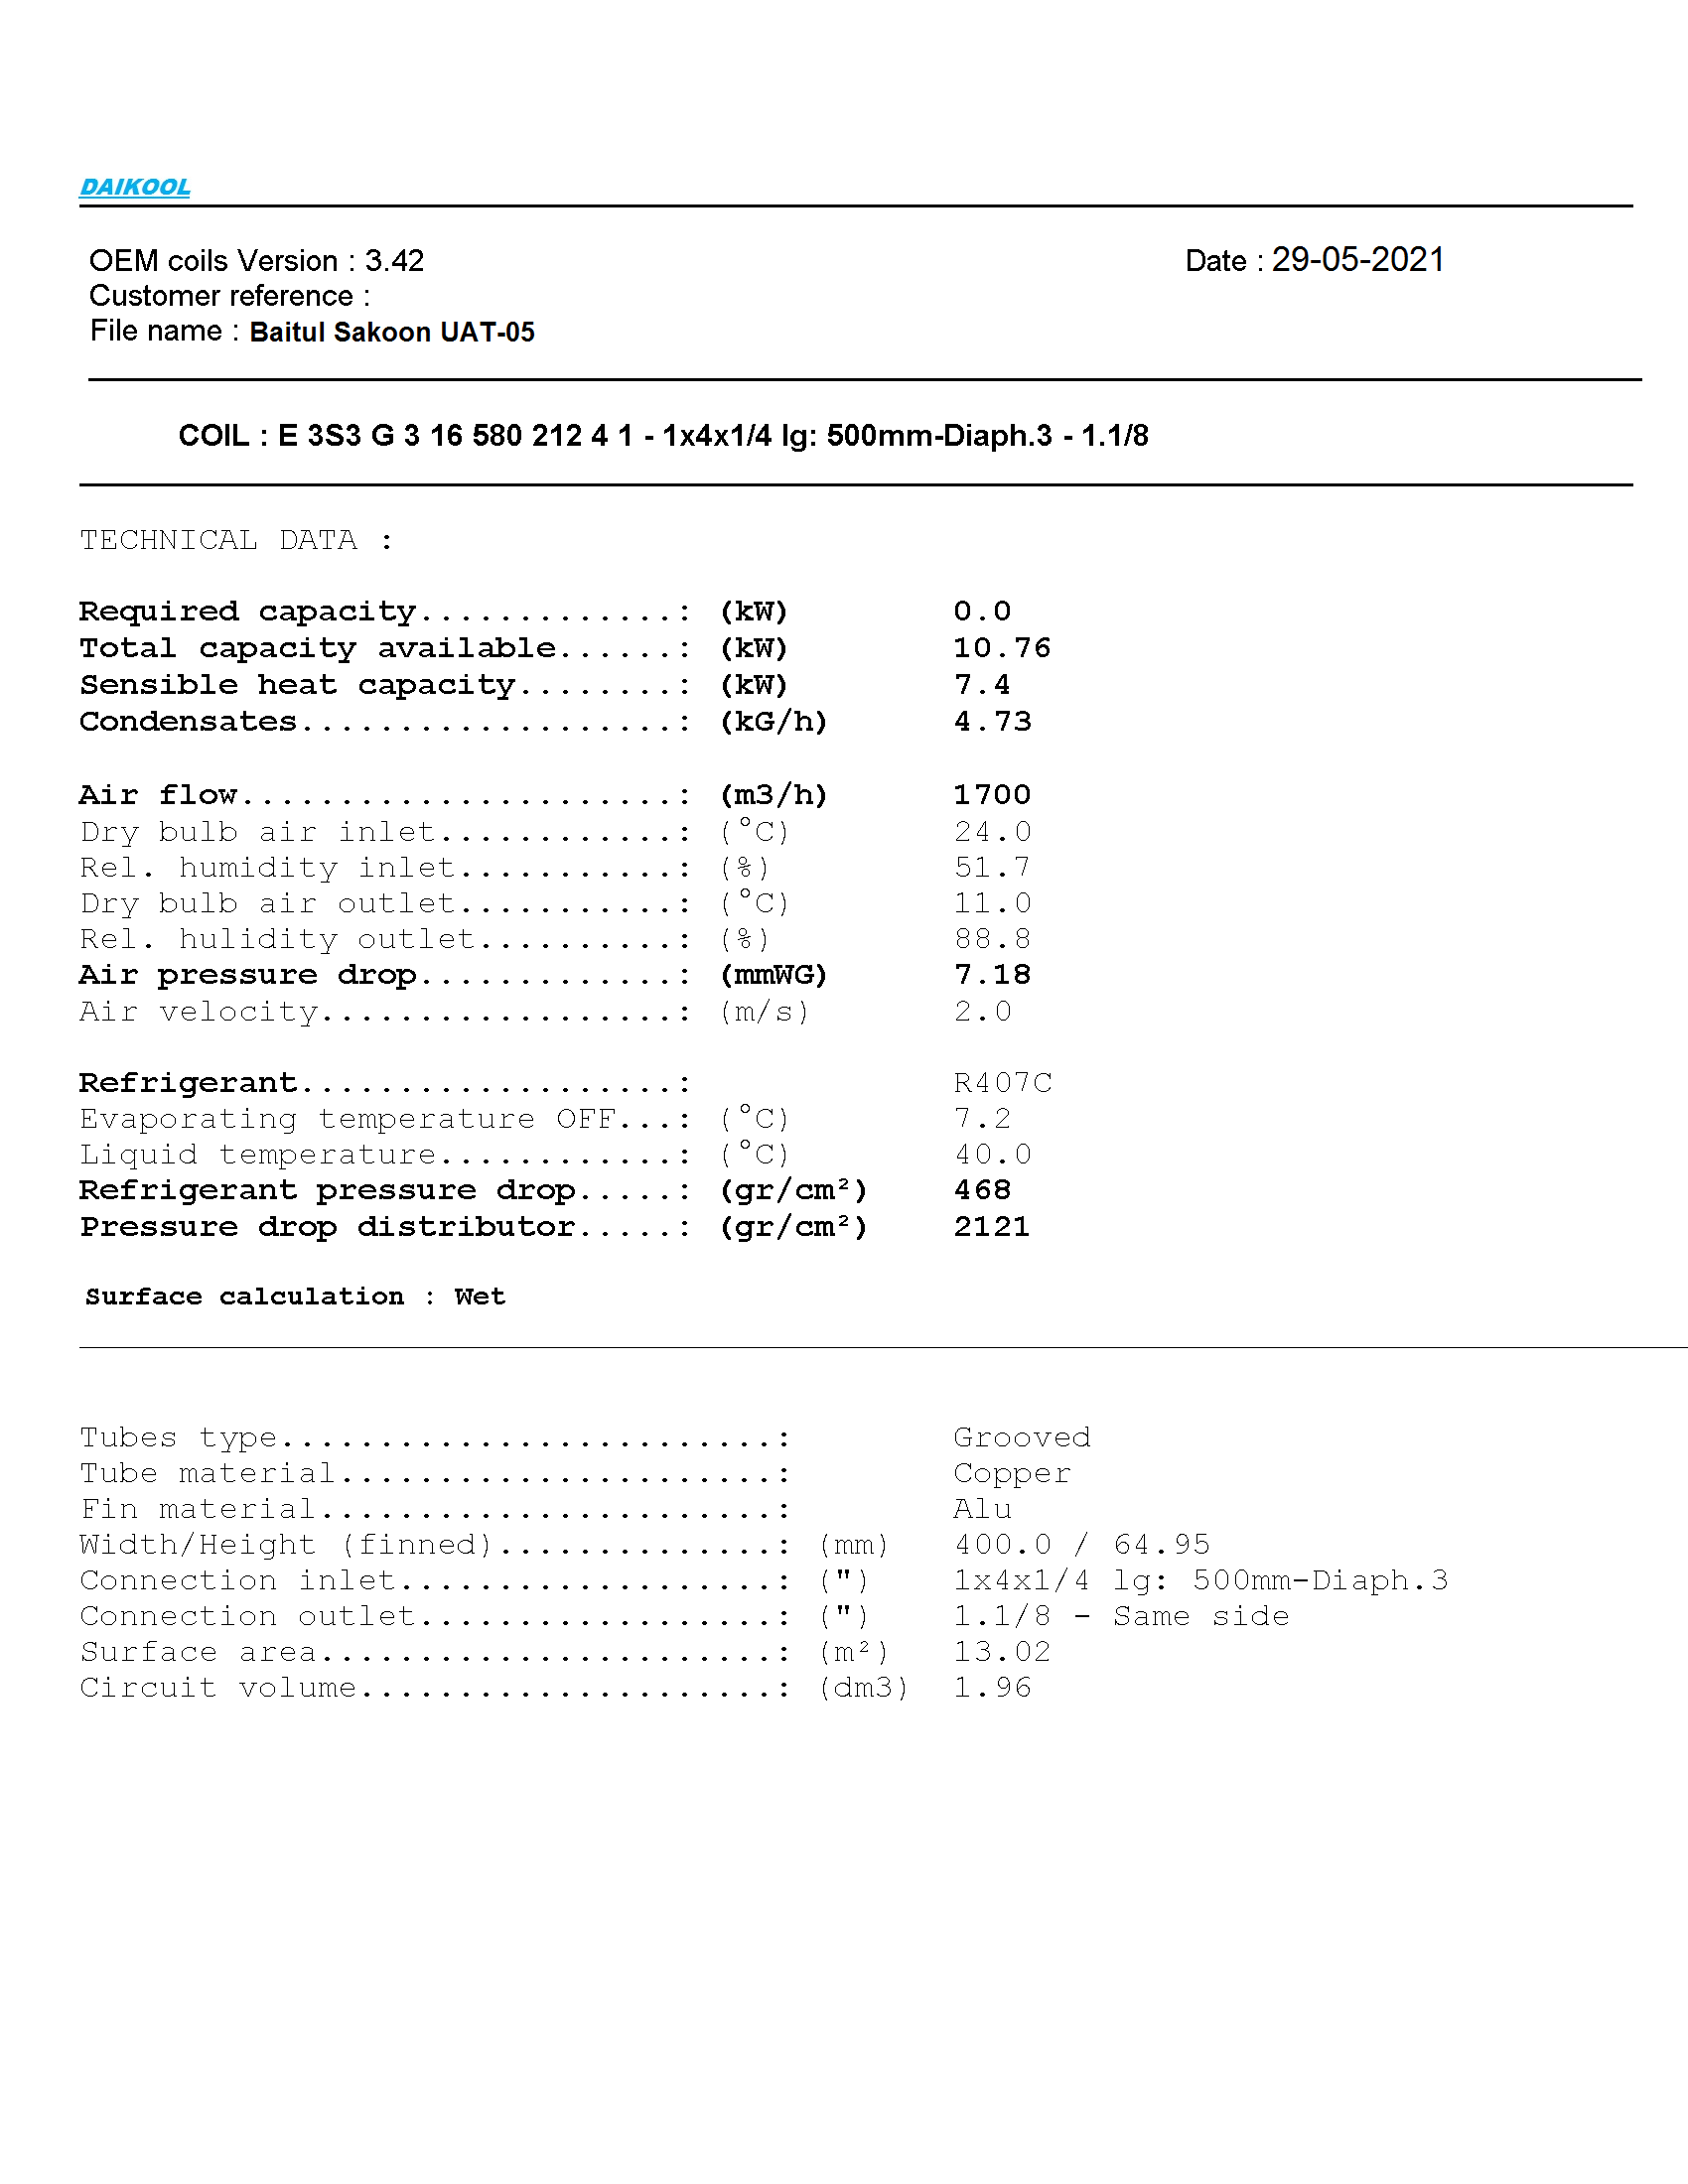 DAIKOOL
OEM coils Version : 3.42 Date : 29-05-2021
Customer reference :
File name : Baitul Sakoon UAT-05
COIL : E 3S3 G 3 16 580 212 4 1 - 1x4x1/4 lg: 500mm-Diaph.3 - 1.1/8
TECHNICAL DATA :
Required capacity.............: (kW) 0.0
Total capacity available......: (kW) 10.76
Sensible heat capacity........: (kW) 7.4
Condensates...................: (kG/h) 4.73
Air flow......................: (m3/h) 1700
Dry bulb air inlet............: (°C) 24.0
Rel. humidity inlet...........: (%) 51.7
Dry bulb air outlet...........: (°C) 11.0
Rel. hulidity outlet..........: (%) 88.8
Air pressure drop.............: (mmWG) 7.18
Air velocity..................: (m/s) 2.0
Refrigerant...................: R407C
Evaporating temperature OFF...: (°C) 7.2
Liquid temperature............: (°C) 40.0
Refrigerant pressure drop.....: (gr/cm²) 468
Pressure drop distributor.....: (gr/cm²) 2121
Surface calculation : Wet
Tubes type.........................: Grooved
Tube material......................: Copper
Fin material.......................: Alu
Width/Height (finned)..............: (mm) 400.0 / 64.95
Connection inlet...................: (") 1x4x1/4 lg: 500mm-Diaph.3
Connection outlet..................: (") 1.1/8 - Same side
Surface area.......................: (m²) 13.02
Circuit volume.....................: (dm3) 1.96